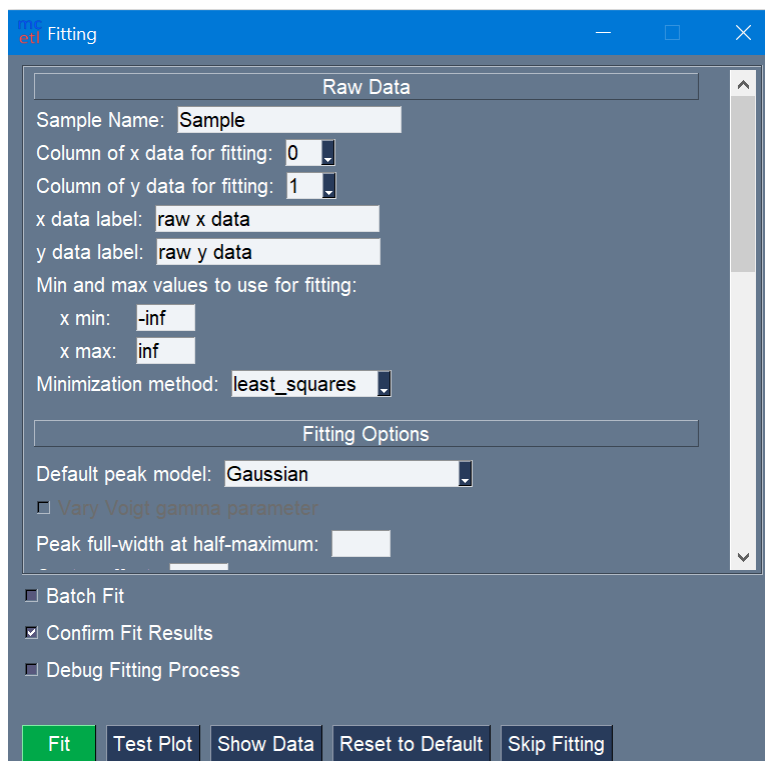 mc
etl Fitting
Raw Data
Sample Name: Sample
Column of x data for fitting: 0
Column of y data for fitting: 1
x data label: raw x data
y data label: raw y data
Min and max values to use for fitting:
x min: -inf
x max: inf
Minimization method: least_squares
Fitting Options
Default peak model: Gaussian
Vary Voigt gamma parameter
Peak full-width at half-maximum:
Batch Fit
Confirm Fit Results
Debug Fitting Process
Fit Test Plot Show Data Reset to Default Skip Fitting